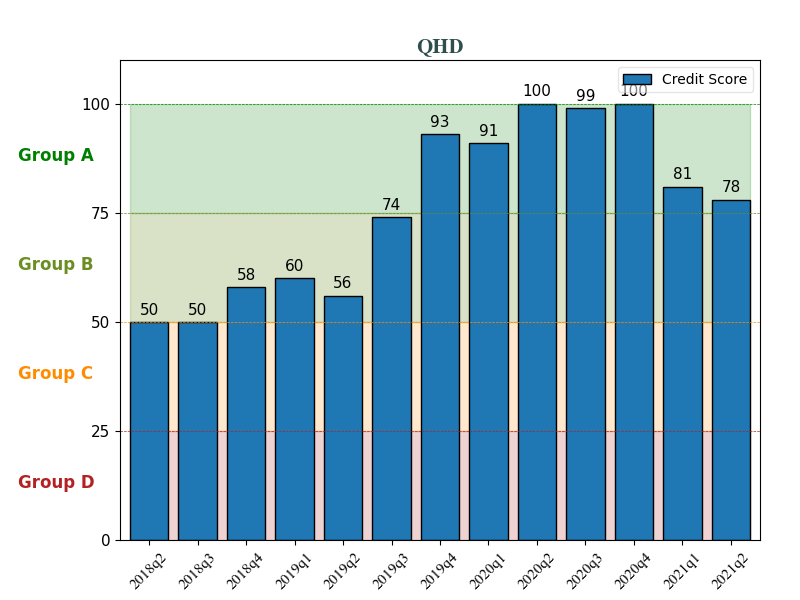 QHD
Credit Score
100
75
50
25
0
Group A
Group B
Group C
Group D
50
50
58
60
56
74
93
91
100
99
100
81
78
2018q2
2018q3
2018q4
2019q1
2019q2
2019q3
2019q4
2020q1
2020q2
2020q3
2020q4
2021q1
2021q2